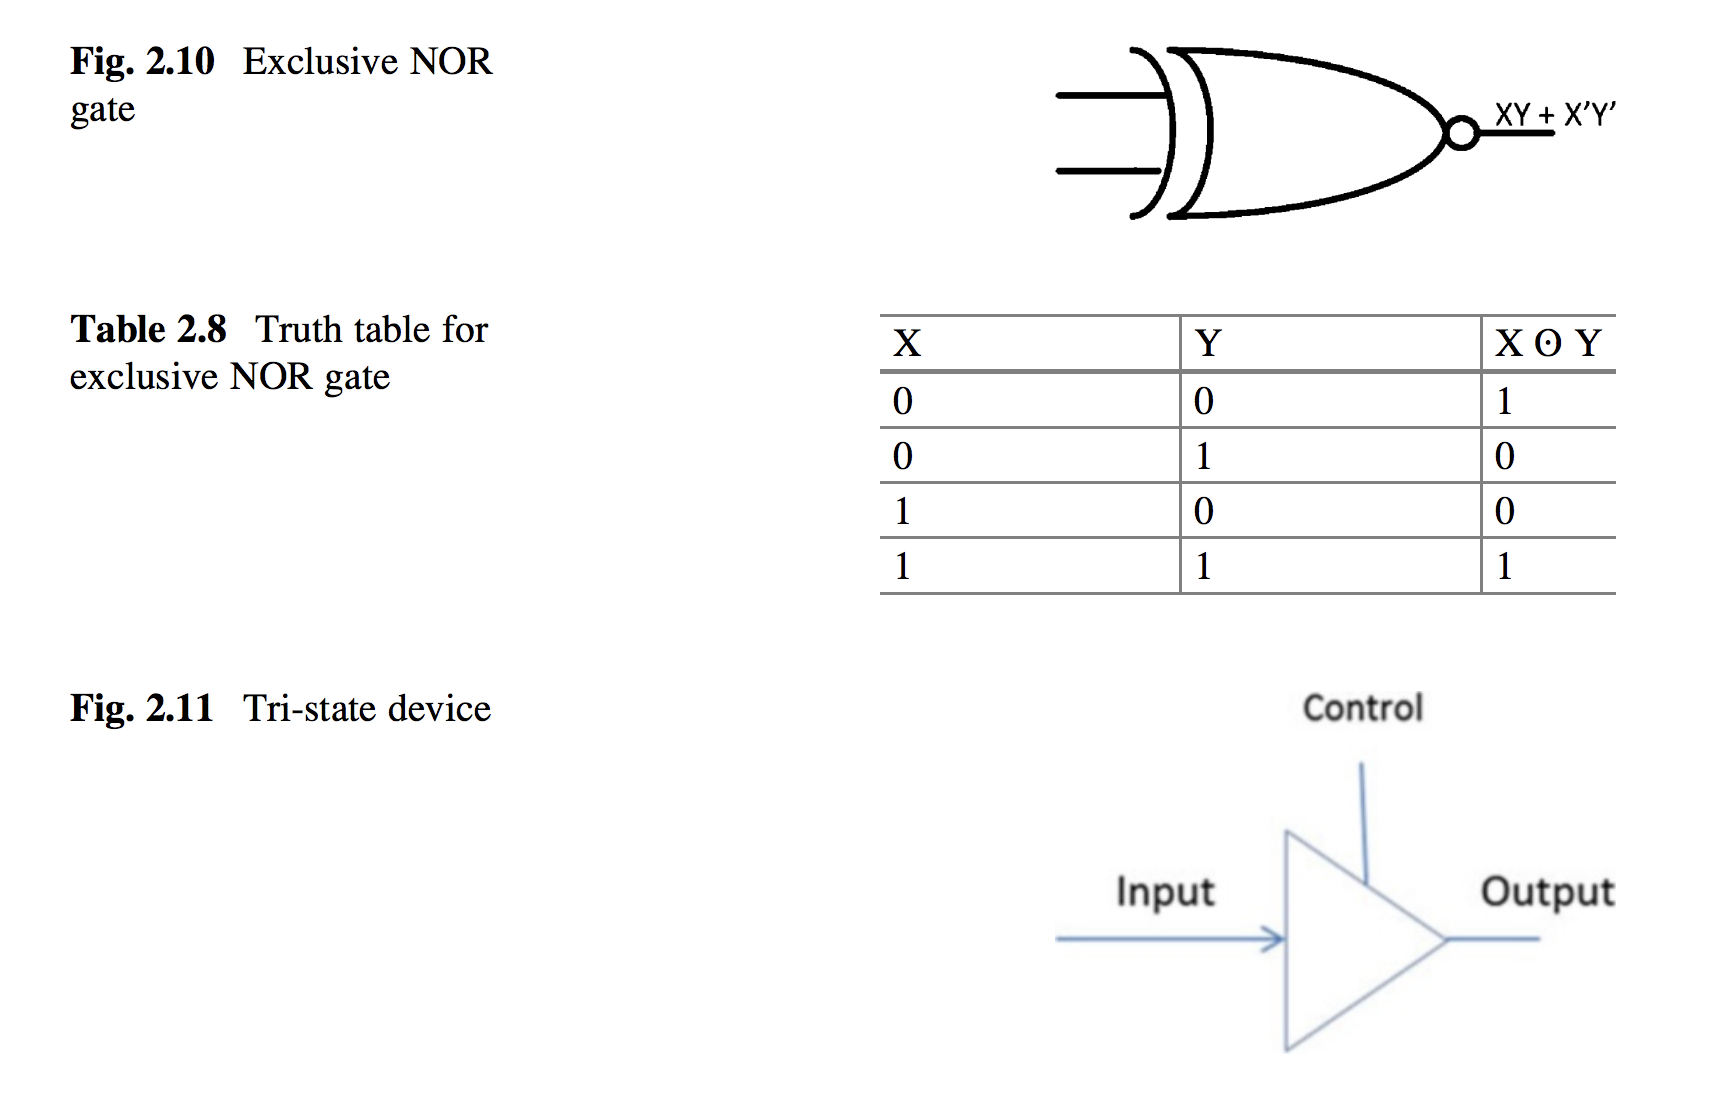 Fig. 2.10 Exclusive NOR
gate
XY + X’Y’
Table 2.8 Truth table for
exclusive NOR gate
X Y X ⊙ Y
0 0 1
0 1 0
1 0 0
1 1 1
Fig. 2.11 Tri-state device
Control
Input Output